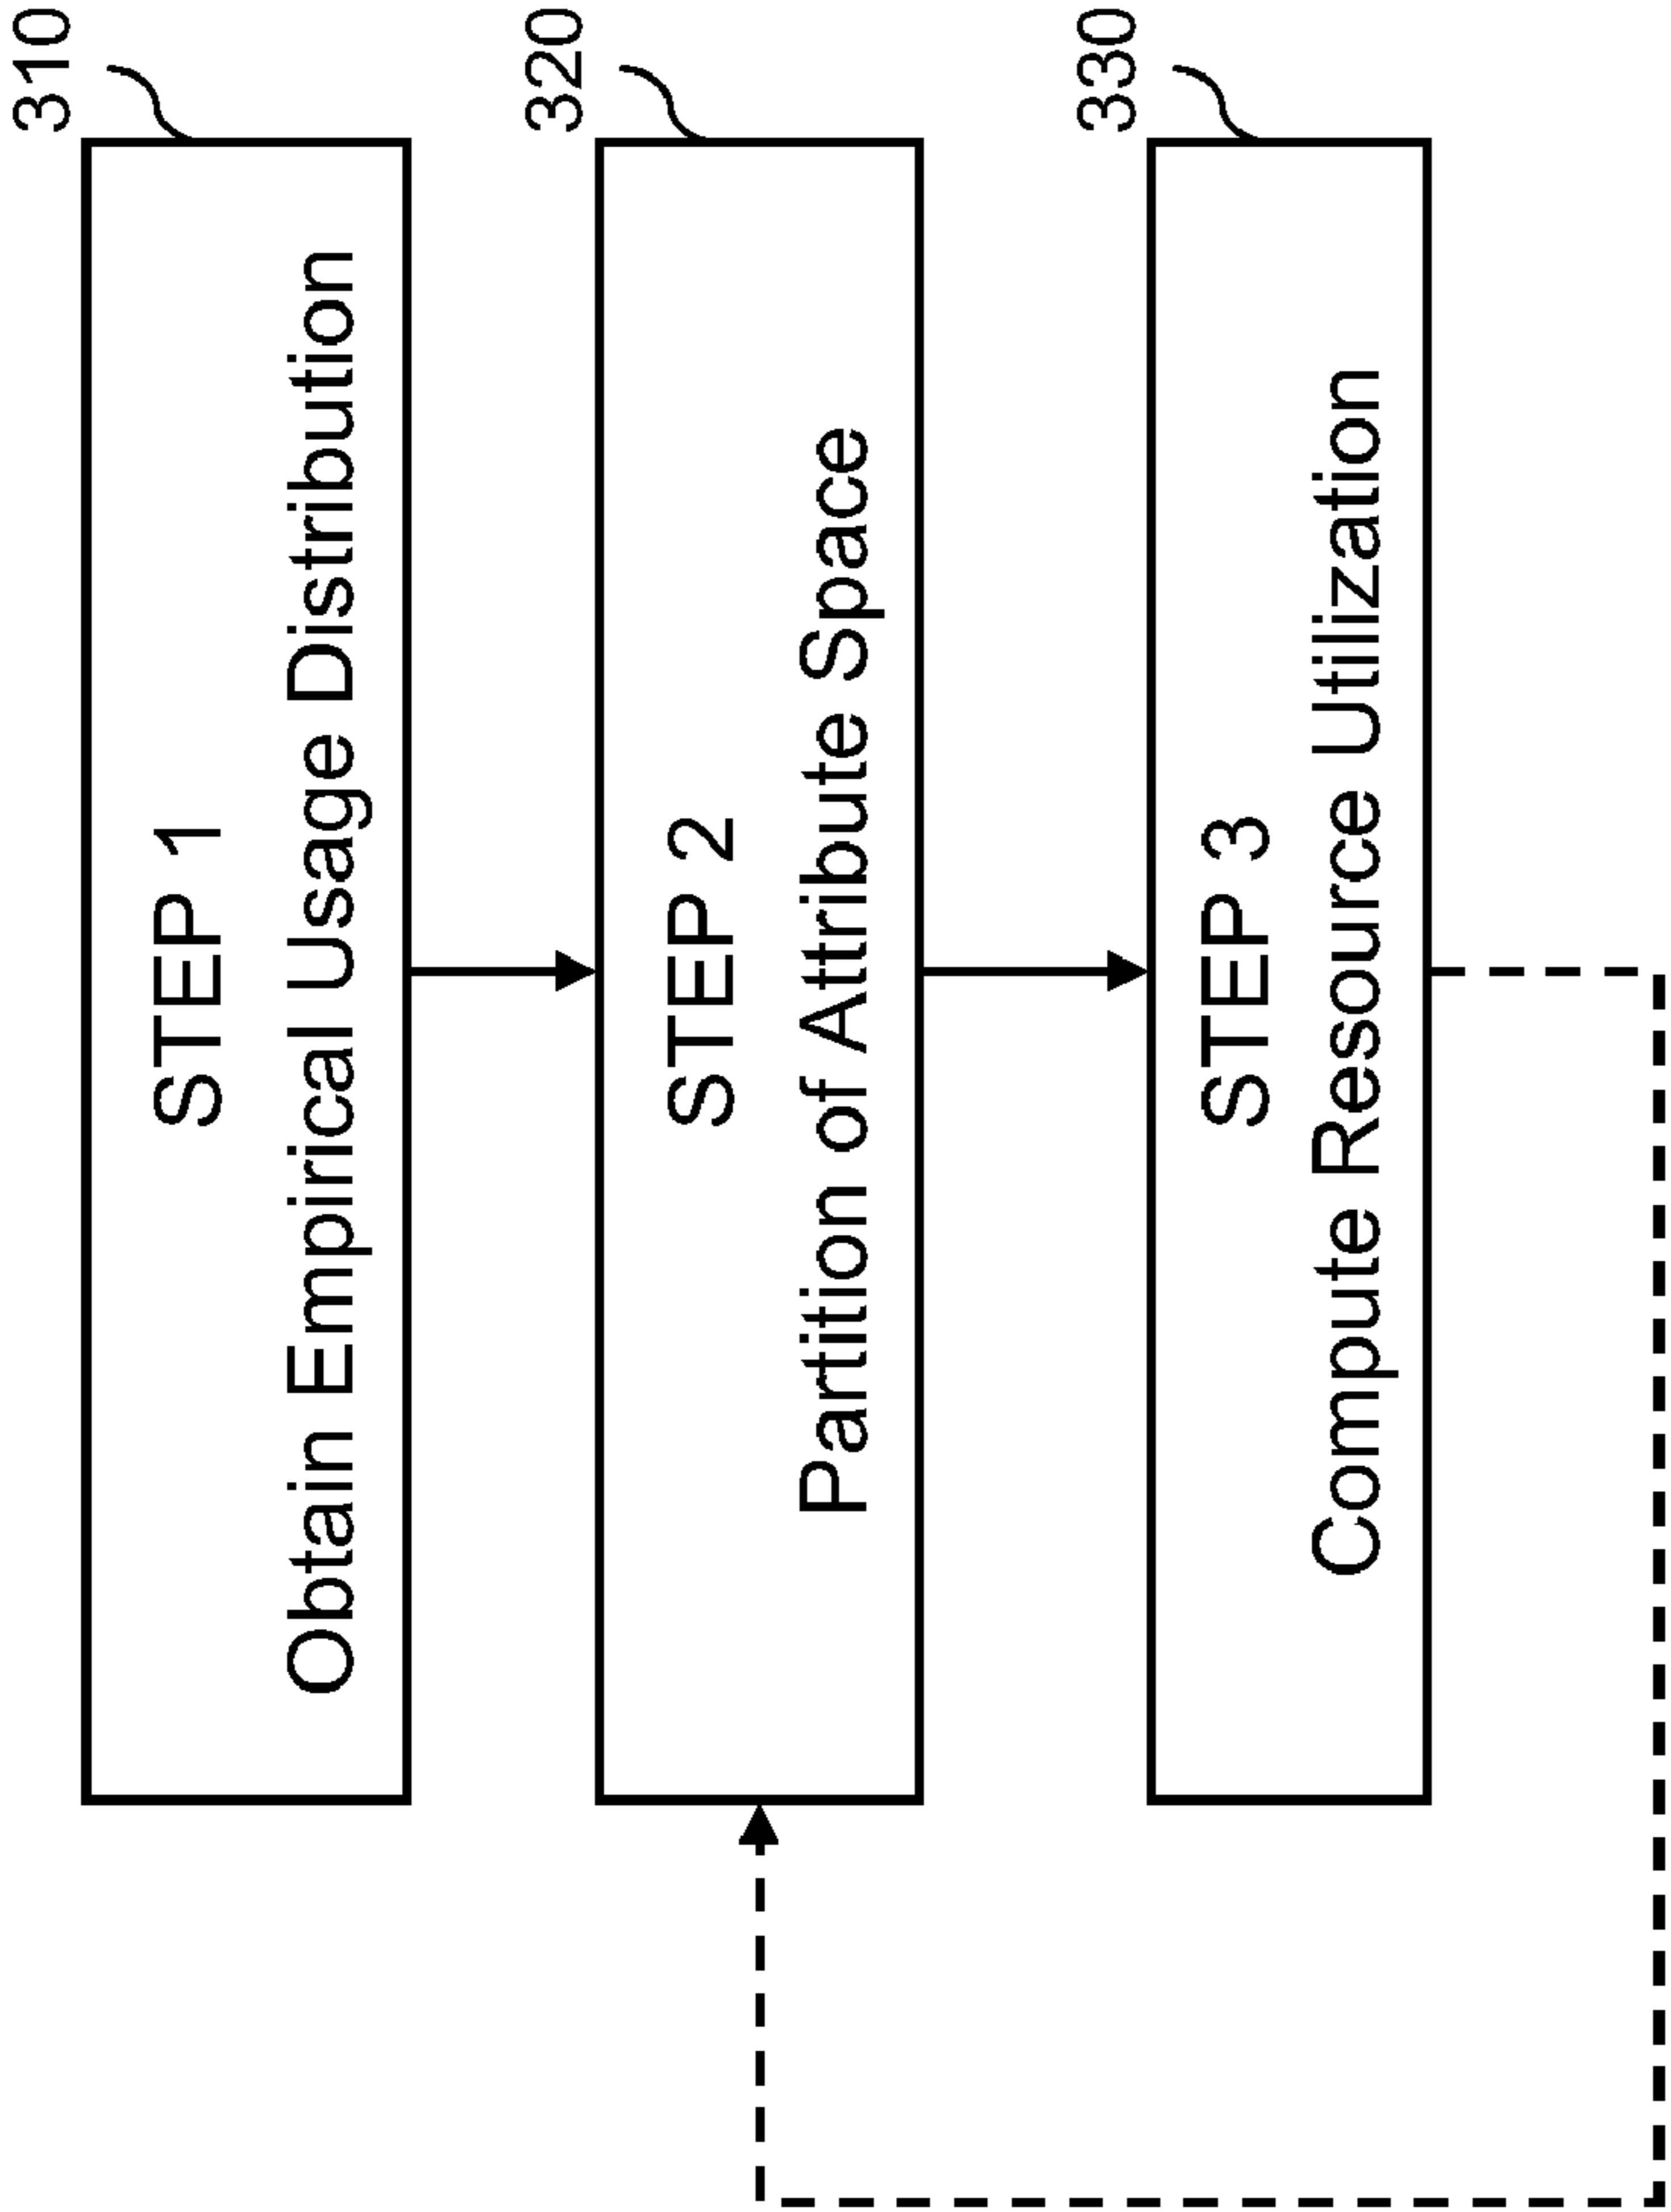 310
STEP 1
Obtain Empirical Usage Distribution
320
STEP 2
Partition of Attribute Space
330
STEP 3
Compute Resource Utilization